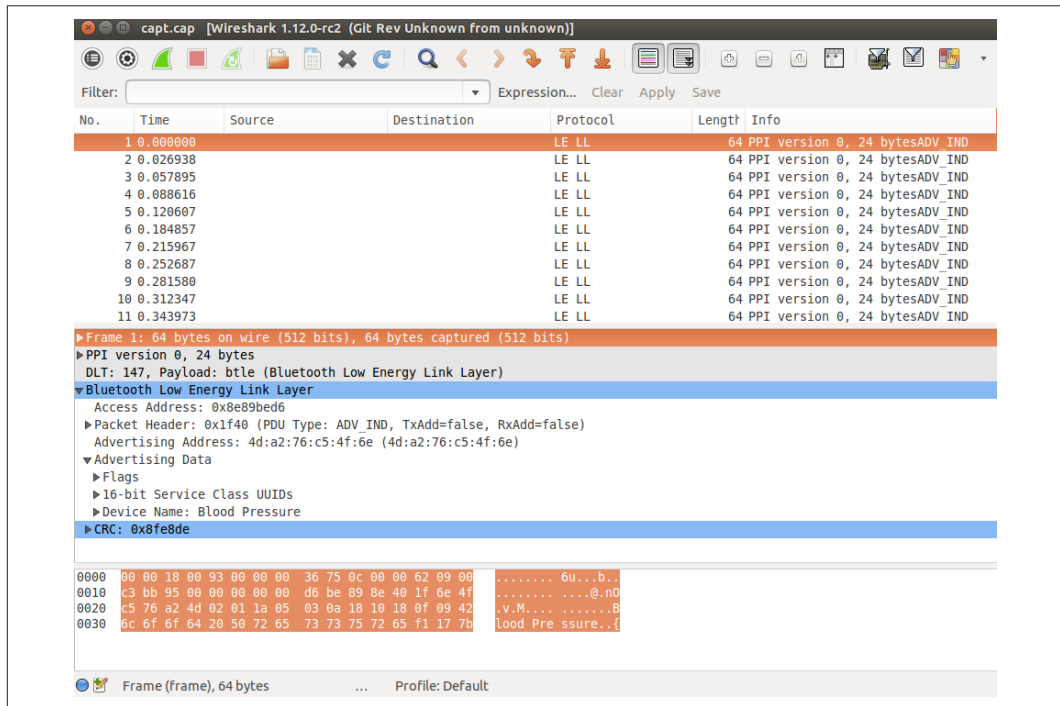 capt.cap [Wireshark 1.12.0-rc2 (Git Rev Unknown from unknown)]
Filter: Expression... Clear Apply Save
No. Time Source Destination Protocol Length Info
1 0.000000 LE LL 64 PPI version 0, 24 bytesADV_IND
2 0.026938 LE LL 64 PPI version 0, 24 bytesADV_IND
3 0.057895 LE LL 64 PPI version 0, 24 bytesADV_IND
4 0.088616 LE LL 64 PPI version 0, 24 bytesADV_IND
5 0.120607 LE LL 64 PPI version 0, 24 bytesADV_IND
6 0.184857 LE LL 64 PPI version 0, 24 bytesADV_IND
7 0.215967 LE LL 64 PPI version 0, 24 bytesADV_IND
8 0.252687 LE LL 64 PPI version 0, 24 bytesADV_IND
9 0.281580 LE LL 64 PPI version 0, 24 bytesADV_IND
10 0.312347 LE LL 64 PPI version 0, 24 bytesADV_IND
11 0.343973 LE LL 64 PPI version 0, 24 bytesADV_IND
Frame 1: 64 bytes on wire (512 bits), 64 bytes captured (512 bits)
PPI version 0, 24 bytes
DLT: 147, Payload: btle (Bluetooth Low Energy Link Layer)
Bluetooth Low Energy Link Layer
Access Address: 0x8e89bed6
Packet Header: 0x1f40 (PDU Type: ADV_IND, TxAdd=false, RxAdd=false)
Advertising Address: 4d:a2:76:c5:4f:6e (4d:a2:76:c5:4f:6e)
Advertising Data
Flags
16-bit Service Class UUIDs
Device Name: Blood Pressure
CRC: 0x8fe8de
0000 00 00 18 00 93 00 00 00 36 75 0c 00 00 62 09 00 ........ 6u...b..
0010 c3 bb 95 00 00 00 00 00 d6 be 89 8e 40 1f 6e 4f ........ ....@.nO
0020 c5 76 a2 4d 02 01 1a 05 03 0a 18 10 18 0f 09 42 .v.M.... .......B
0030 6c 6f 6f 64 20 50 72 65 73 73 75 72 65 f1 17 7b lood Pre ssure..{
Frame (frame), 64 bytes ... Profile: Default